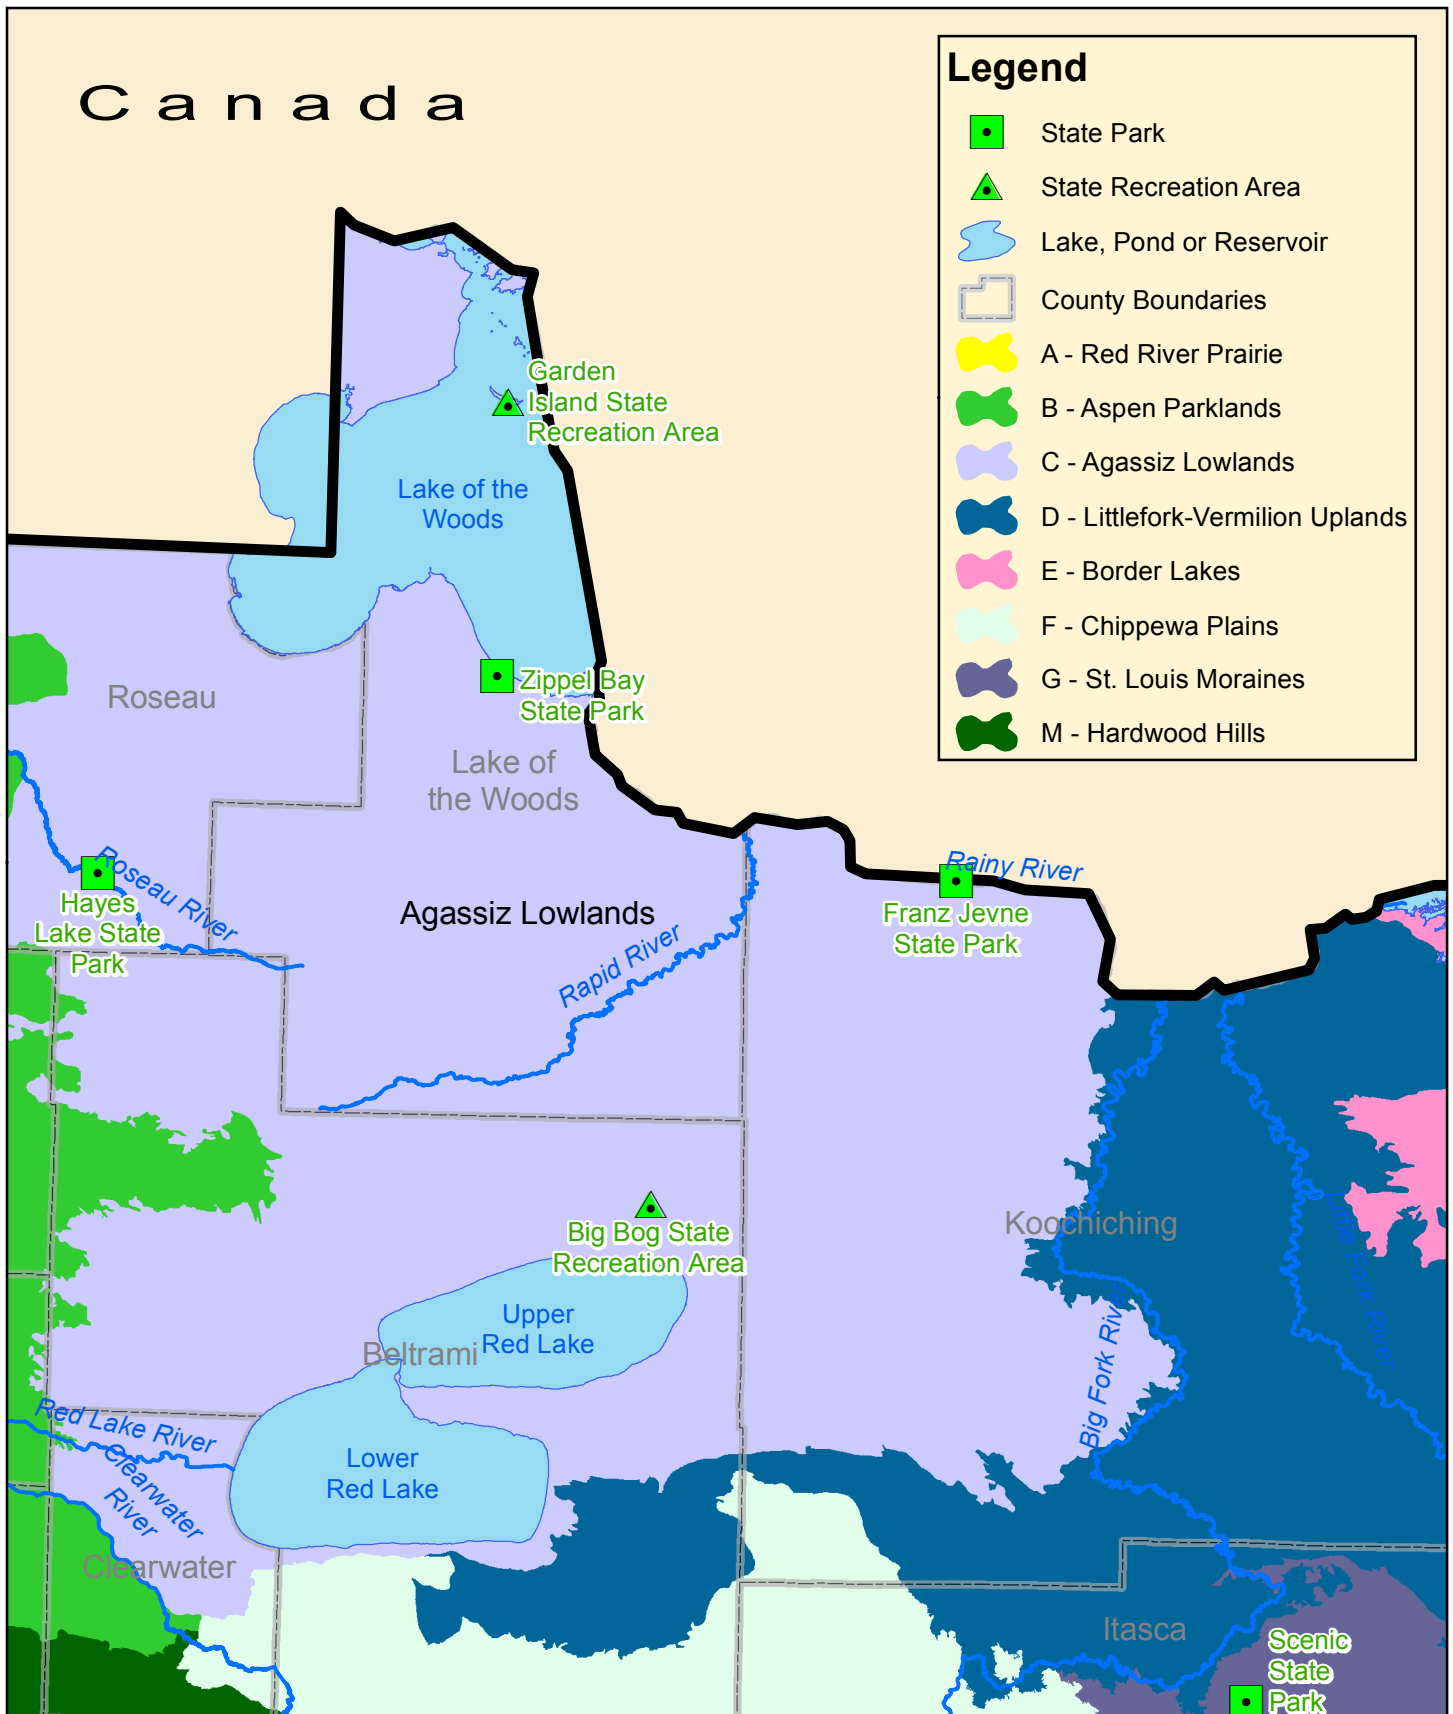 Canada
Legend
State Park
State Recreation Area
Lake, Pond or Reservoir
County Boundaries
A - Red River Prairie
B - Aspen Parklands
C - Agassiz Lowlands
D - Littlefork-Vermilion Uplands
E - Border Lakes
F - Chippewa Plains
G - St. Louis Moraines
M - Hardwood Hills
Garden
Island State
Recreation Area
Lake of the
Woods
Roseau
Zippel Bay
State Park
Lake of
the Woods
Roseau River
Hayes
Lake State
Park
Agassiz Lowlands
Rapid River
Rainy River
Franz Jevne
State Park
Koochiching
Little Fork River
Big Bog State
Recreation Area
Upper
Red Lake
Beltrami
Big Fork River
Red Lake River
Clearwater
River
Lower
Red Lake
Clearwater
Itasca
Scenic
State
Park